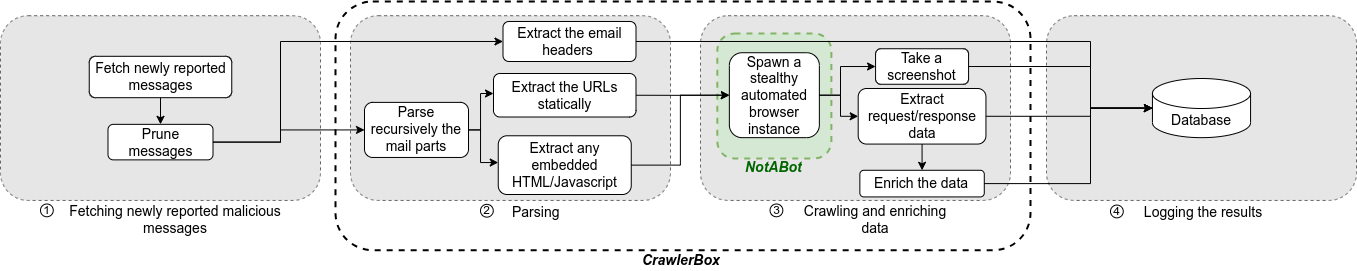 Fetch newly reported
messages
Prune
messages
① Fetching newly reported malicious
messages
Extract the email
headers
Parse
recursively the
mail parts
Extract the URLs
statically
Extract any
embedded
HTML/Javascript
② Parsing
Spawn a
stealthy
automated
browser
instance
NotABot
Take a
screenshot
Extract
request/response
data
Enrich the data
③ Crawling and enriching
data
CrawlerBox
Database
④ Logging the results